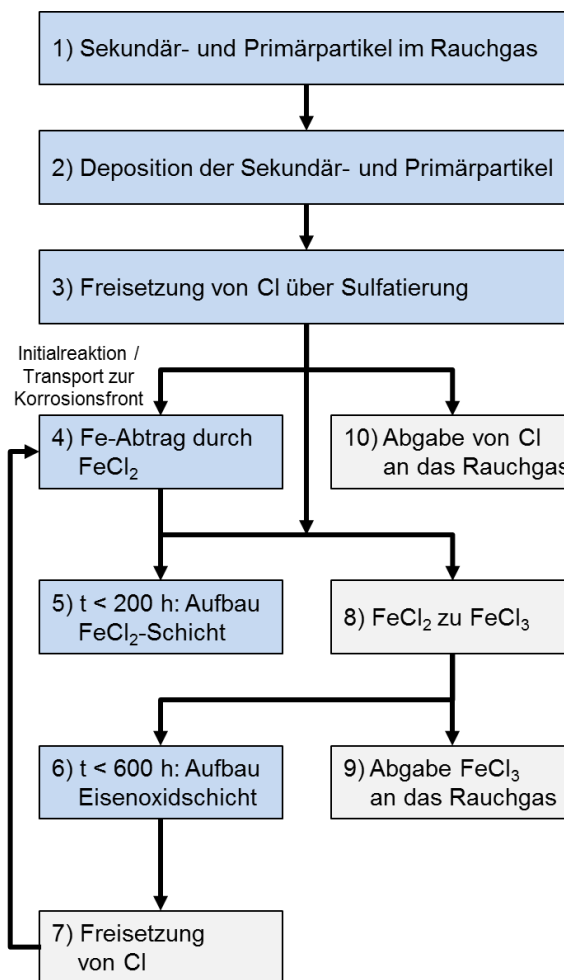 1) Sekundär- und Primärpartikel im Rauchgas
2) Deposition der Sekundär- und Primärpartikel
3) Freisetzung von Cl über Sulfatierung
Initialreaktion /
Transport zur
Korrosionsfront
4) Fe-Abtrag durch
FeCl₂
10) Abgabe von Cl
an das Rauchgas
5) t < 200 h: Aufbau
FeCl₂-Schicht
8) FeCl₂ zu FeCl₃
6) t < 600 h: Aufbau
Eisenoxidschicht
9) Abgabe FeCl₃
an das Rauchgas
7) Freisetzung
von Cl